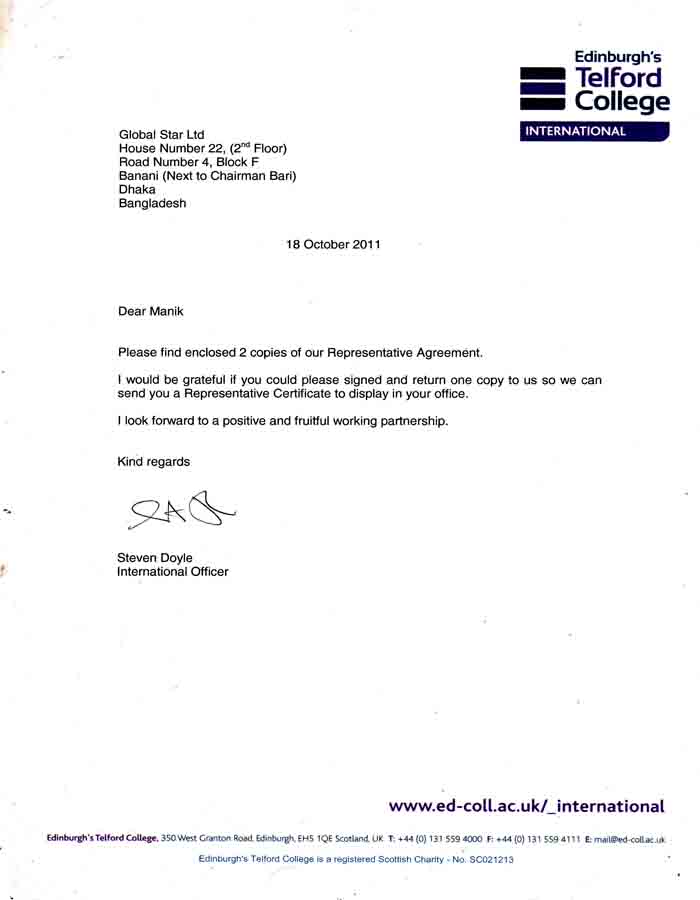 Edinburgh's
Telford
College
INTERNATIONAL
Global Star Ltd
House Number 22, (2nd Floor)
Road Number 4, Block F
Banani (Next to Chairman Bari)
Dhaka
Bangladesh
18 October 2011
Dear Manik
Please find enclosed 2 copies of our Representative Agreement.
I would be grateful if you could please signed and return one copy to us so we can
send you a Representative Certificate to display in your office.
I look forward to a positive and fruitful working partnership.
Kind regards
Steven Doyle
International Officer
www.ed-coll.ac.uk/_international
Edinburgh's Telford College, 350 West Granton Road, Edinburgh, EH5 1QE Scotland, UK T: +44 (0) 131 559 4000 F: +44 (0) 131 559 4111 E: mail@ed-coll.ac.uk
Edinburgh's Telford College is a registered Scottish Charity - No. SC021213